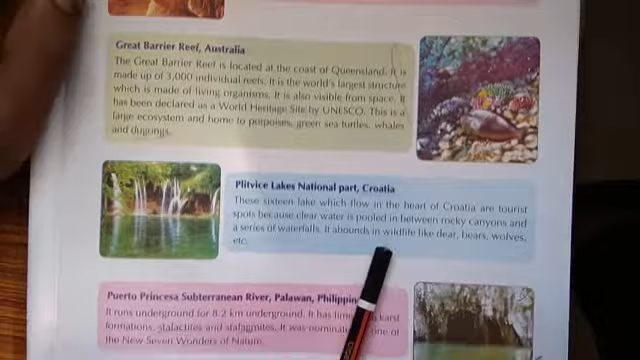 Great Barrier Reef, Australia
The Great Barrier Reef is located at the coast of Queensland. It is
made up of 3,000 individual reefs. It is the world's largest structure
which is made of living organisms. It is also visible from space. It
has been declared as a World Heritage Site by UNESCO. This is a
large ecosystem and home to porpoises, green sea turtles, whales
and dugongs.
Plitvice Lakes National part, Croatia
These sixteen lake which flow in the heart of Croatia are tourist
spots because clear water is pooled in between rocky canyons and
a series of waterfalls. It abounds in wildlife like dear, bears, wolves,
etc.
Puerto Princesa Subterranean River, Palawan, Philippin
It runs underground for 8.2 km underground. It has karst
formations, stalactites and stalagmites. It was one of
the New Seven Wonders of Nature.